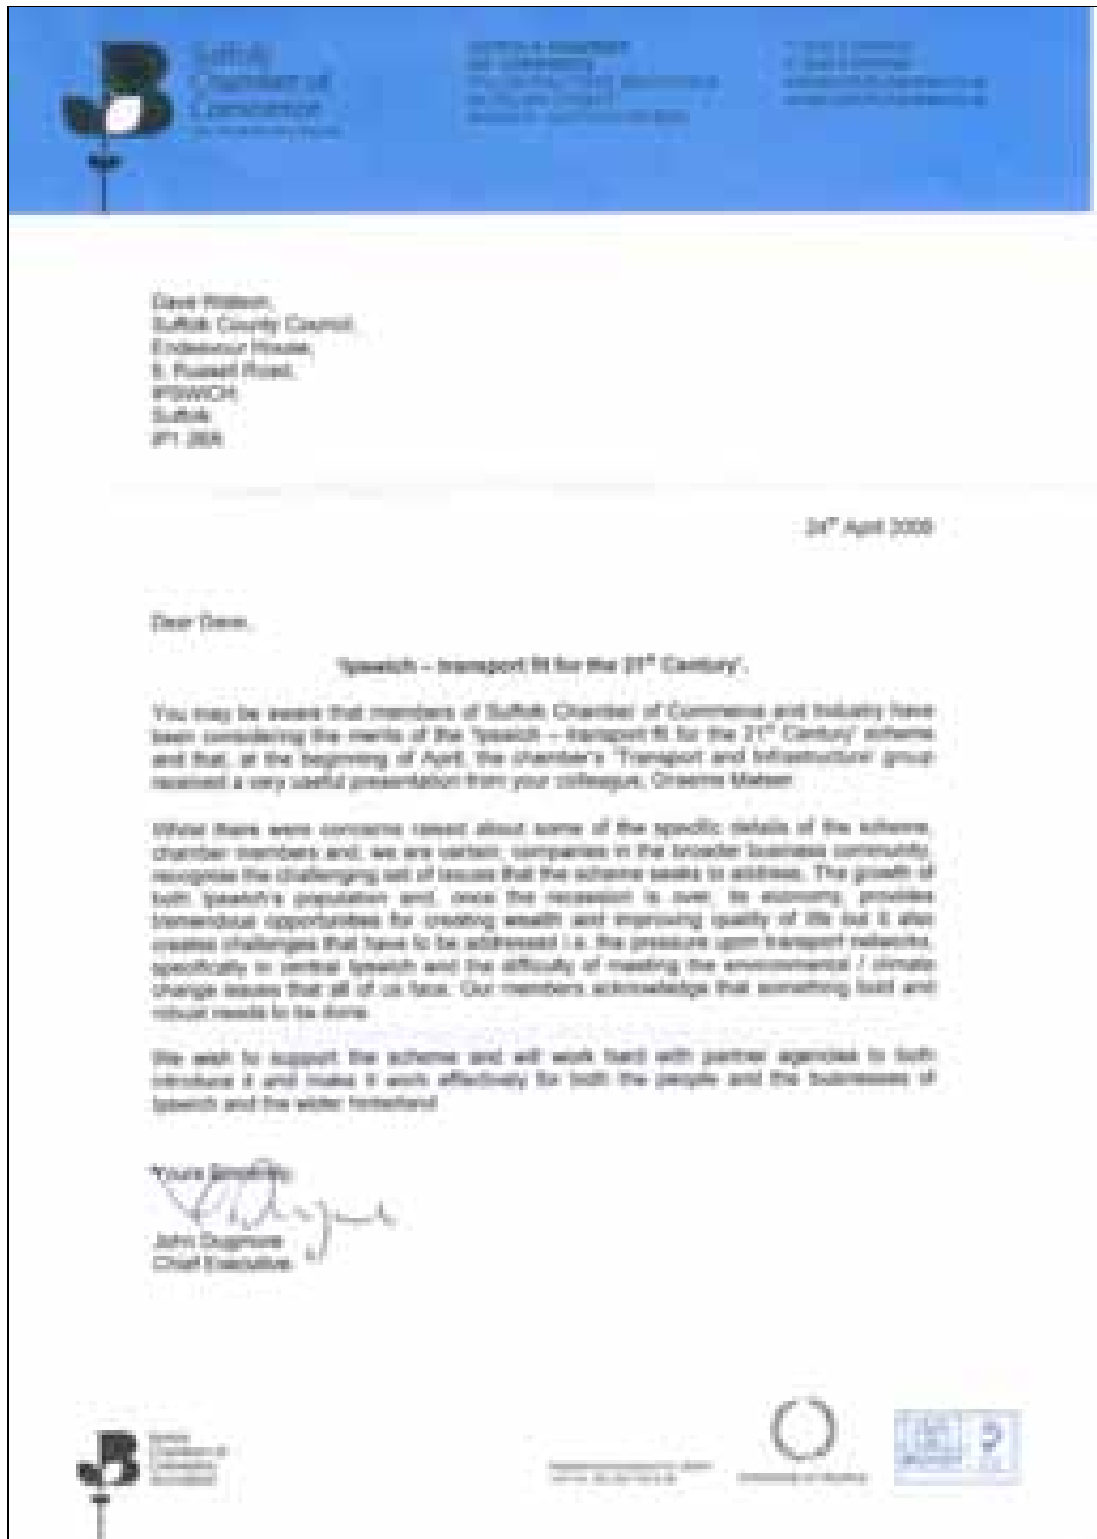 Suffolk
Chamber of
Commerce
Dave Watson,
Suffolk County Council,
Endeavour House,
8, Russell Road,
IPSWICH,
Suffolk
IP1 2BX
24th April 2009
Dear Dave,
'Ipswich – transport fit for the 21st Century'.
You may be aware that members of Suffolk Chamber of Commerce and Industry have
been considering the merits of the 'Ipswich – transport fit for the 21st Century' scheme
and that, at the beginning of April, the chamber's 'Transport and Infrastructure' group
received a very useful presentation from your colleague, Graeme Mateer.
Whilst there were concerns raised about some of the specific details of the scheme,
chamber members and, we are certain, companies in the broader business community,
recognise the challenging set of issues that the scheme seeks to address. The growth of
both Ipswich's population and, once the recession is over, its economy, provides
tremendous opportunities for creating wealth and improving quality of life but it also
creates challenges that have to be addressed i.e. the pressure upon transport networks,
specifically in central Ipswich and the difficulty of meeting the environmental / climate
change issues that all of us face. Our members acknowledge that something bold and
robust needs to be done.
We wish to support the scheme and will work hard with partner agencies to both
introduce it and make it work effectively for both the people and the businesses of
Ipswich and the wider hinterland.
Yours sincerely
John Dugmore
Chief Executive
Suffolk
Chamber of
Commerce